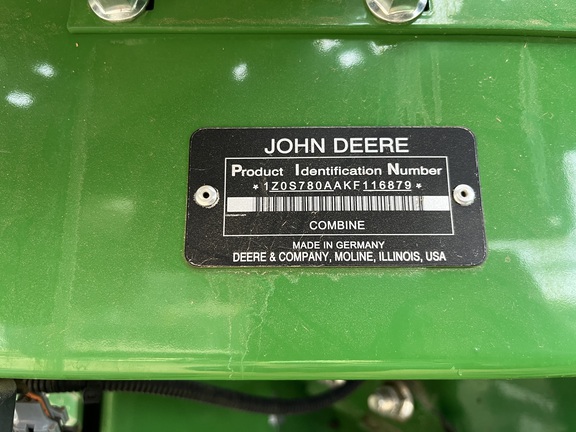 JOHN DEERE
Product Identification Number
*1Z0S780AAKF116879*
COMBINE
MADE IN GERMANY
DEERE & COMPANY, MOLINE, ILLINOIS, USA